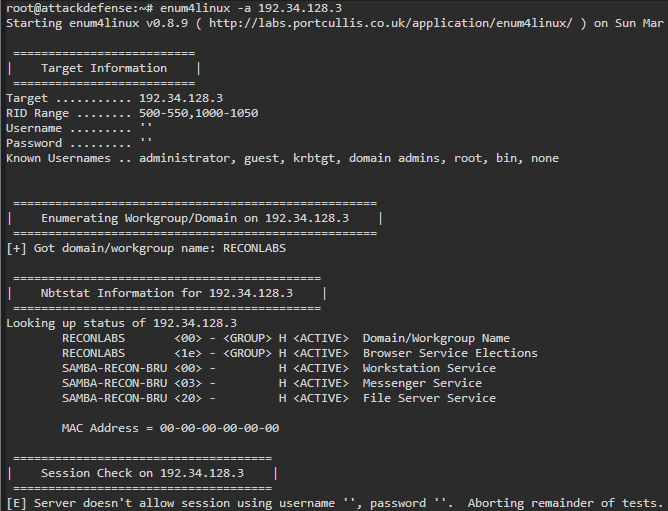 root@attackdefense:~# enum4linux -a 192.34.128.3
Starting enum4linux v0.8.9 ( http://labs.portcullis.co.uk/application/enum4linux/ ) on Sun Mar
==========================
|    Target Information    |
==========================
Target ........... 192.34.128.3
RID Range ........ 500-550,1000-1050
Username ......... ''
Password ......... ''
Known Usernames .. administrator, guest, krbtgt, domain admins, root, bin, none
====================================================
|    Enumerating Workgroup/Domain on 192.34.128.3    |
====================================================
[+] Got domain/workgroup name: RECONLABS
============================================
|    Nbtstat Information for 192.34.128.3    |
============================================
Looking up status of 192.34.128.3
RECONLABS       <00> - <GROUP> H <ACTIVE>  Domain/Workgroup Name
RECONLABS       <1e> - <GROUP> H <ACTIVE>  Browser Service Elections
SAMBA-RECON-BRU <00> -         H <ACTIVE>  Workstation Service
SAMBA-RECON-BRU <03> -         H <ACTIVE>  Messenger Service
SAMBA-RECON-BRU <20> -         H <ACTIVE>  File Server Service
MAC Address = 00-00-00-00-00-00
=====================================
|    Session Check on 192.34.128.3    |
=====================================
[E] Server doesn't allow session using username '', password ''.  Aborting remainder of tests.